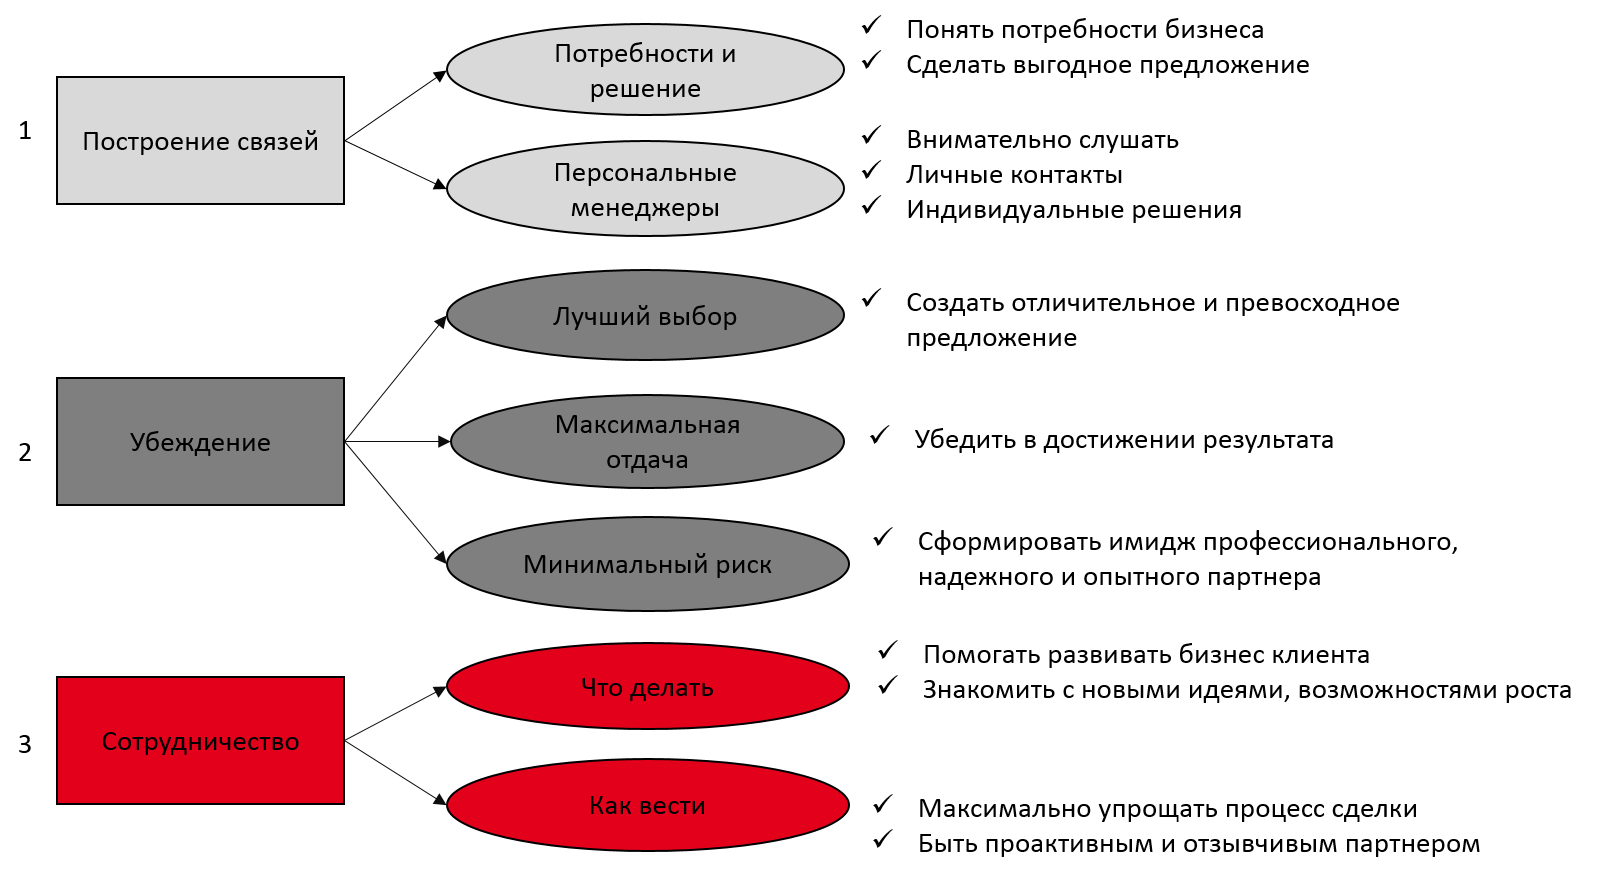 1
Построение связей
Потребности и
решение
Понять потребности бизнеса
Сделать выгодное предложение
Персональные
менеджеры
Внимательно слушать
Личные контакты
Индивидуальные решения
2
Убеждение
Лучший выбор
Создать отличительное и превосходное
предложение
Максимальная
отдача
Убедить в достижении результата
Минимальный риск
Сформировать имидж профессионального,
надежного и опытного партнера
3
Сотрудничество
Что делать
Помогать развивать бизнес клиента
Знакомить с новыми идеями, возможностями роста
Как вести
Максимально упрощать процесс сделки
Быть проактивным и отзывчивым партнером